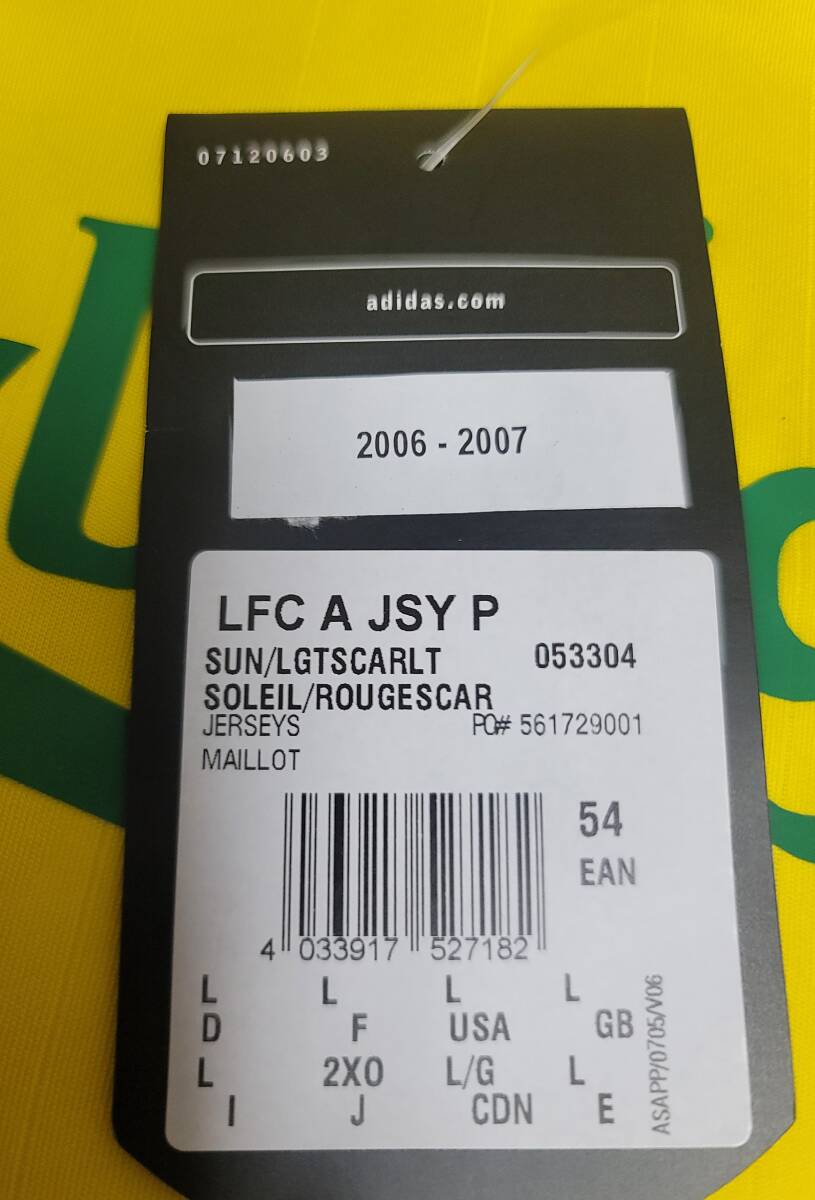 07120603
adidas.com
2006 - 2007
LFC A JSY P
SUN/LGTSCARLT 053304
SOLEIL/ROUGESCAR
JERSEYS PO# 561729001
MAILLOT
54
EAN
4 033917 527182
L L L L
D F USA GB
L 2XO L/G L
I J CDN E
ASAPP/0705/V06